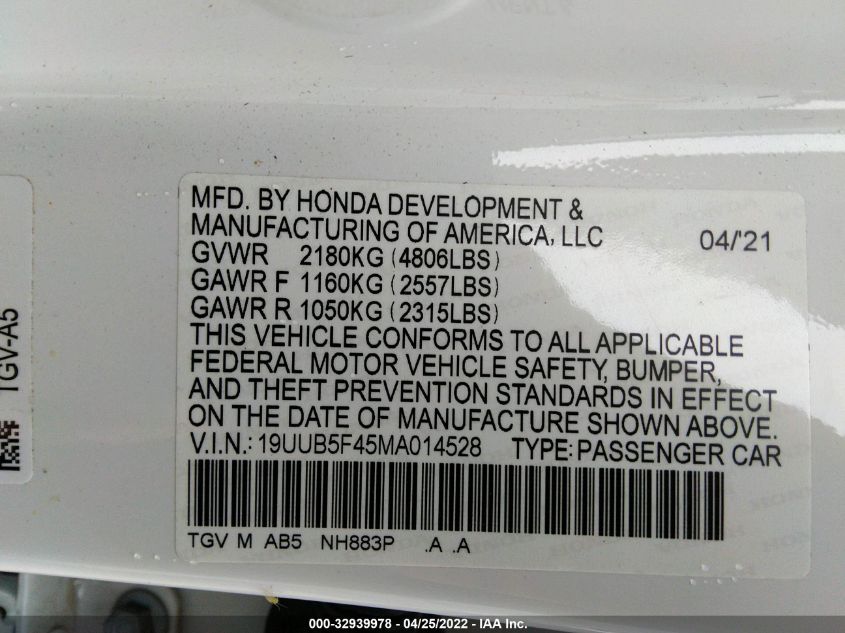 MFD. BY HONDA DEVELOPMENT &
MANUFACTURING OF AMERICA, LLC 04/'21
GVWR 2180KG (4806LBS)
GAWR F 1160KG (2557LBS)
GAWR R 1050KG (2315LBS)
THIS VEHICLE CONFORMS TO ALL APPLICABLE
FEDERAL MOTOR VEHICLE SAFETY, BUMPER,
AND THEFT PREVENTION STANDARDS IN EFFECT
ON THE DATE OF MANUFACTURE SHOWN ABOVE.
V.I.N.: 19UUB5F45MA014528 TYPE: PASSENGER CAR
TGV M AB5 NH883P .A .A
TGV-A5
000-32939978 - 04/25/2022 - IAA Inc.